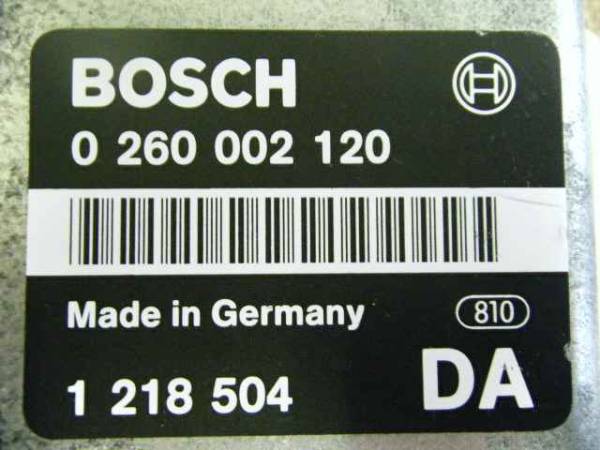 BOSCH
0 260 002 120
Made in Germany 810
1 218 504 DA